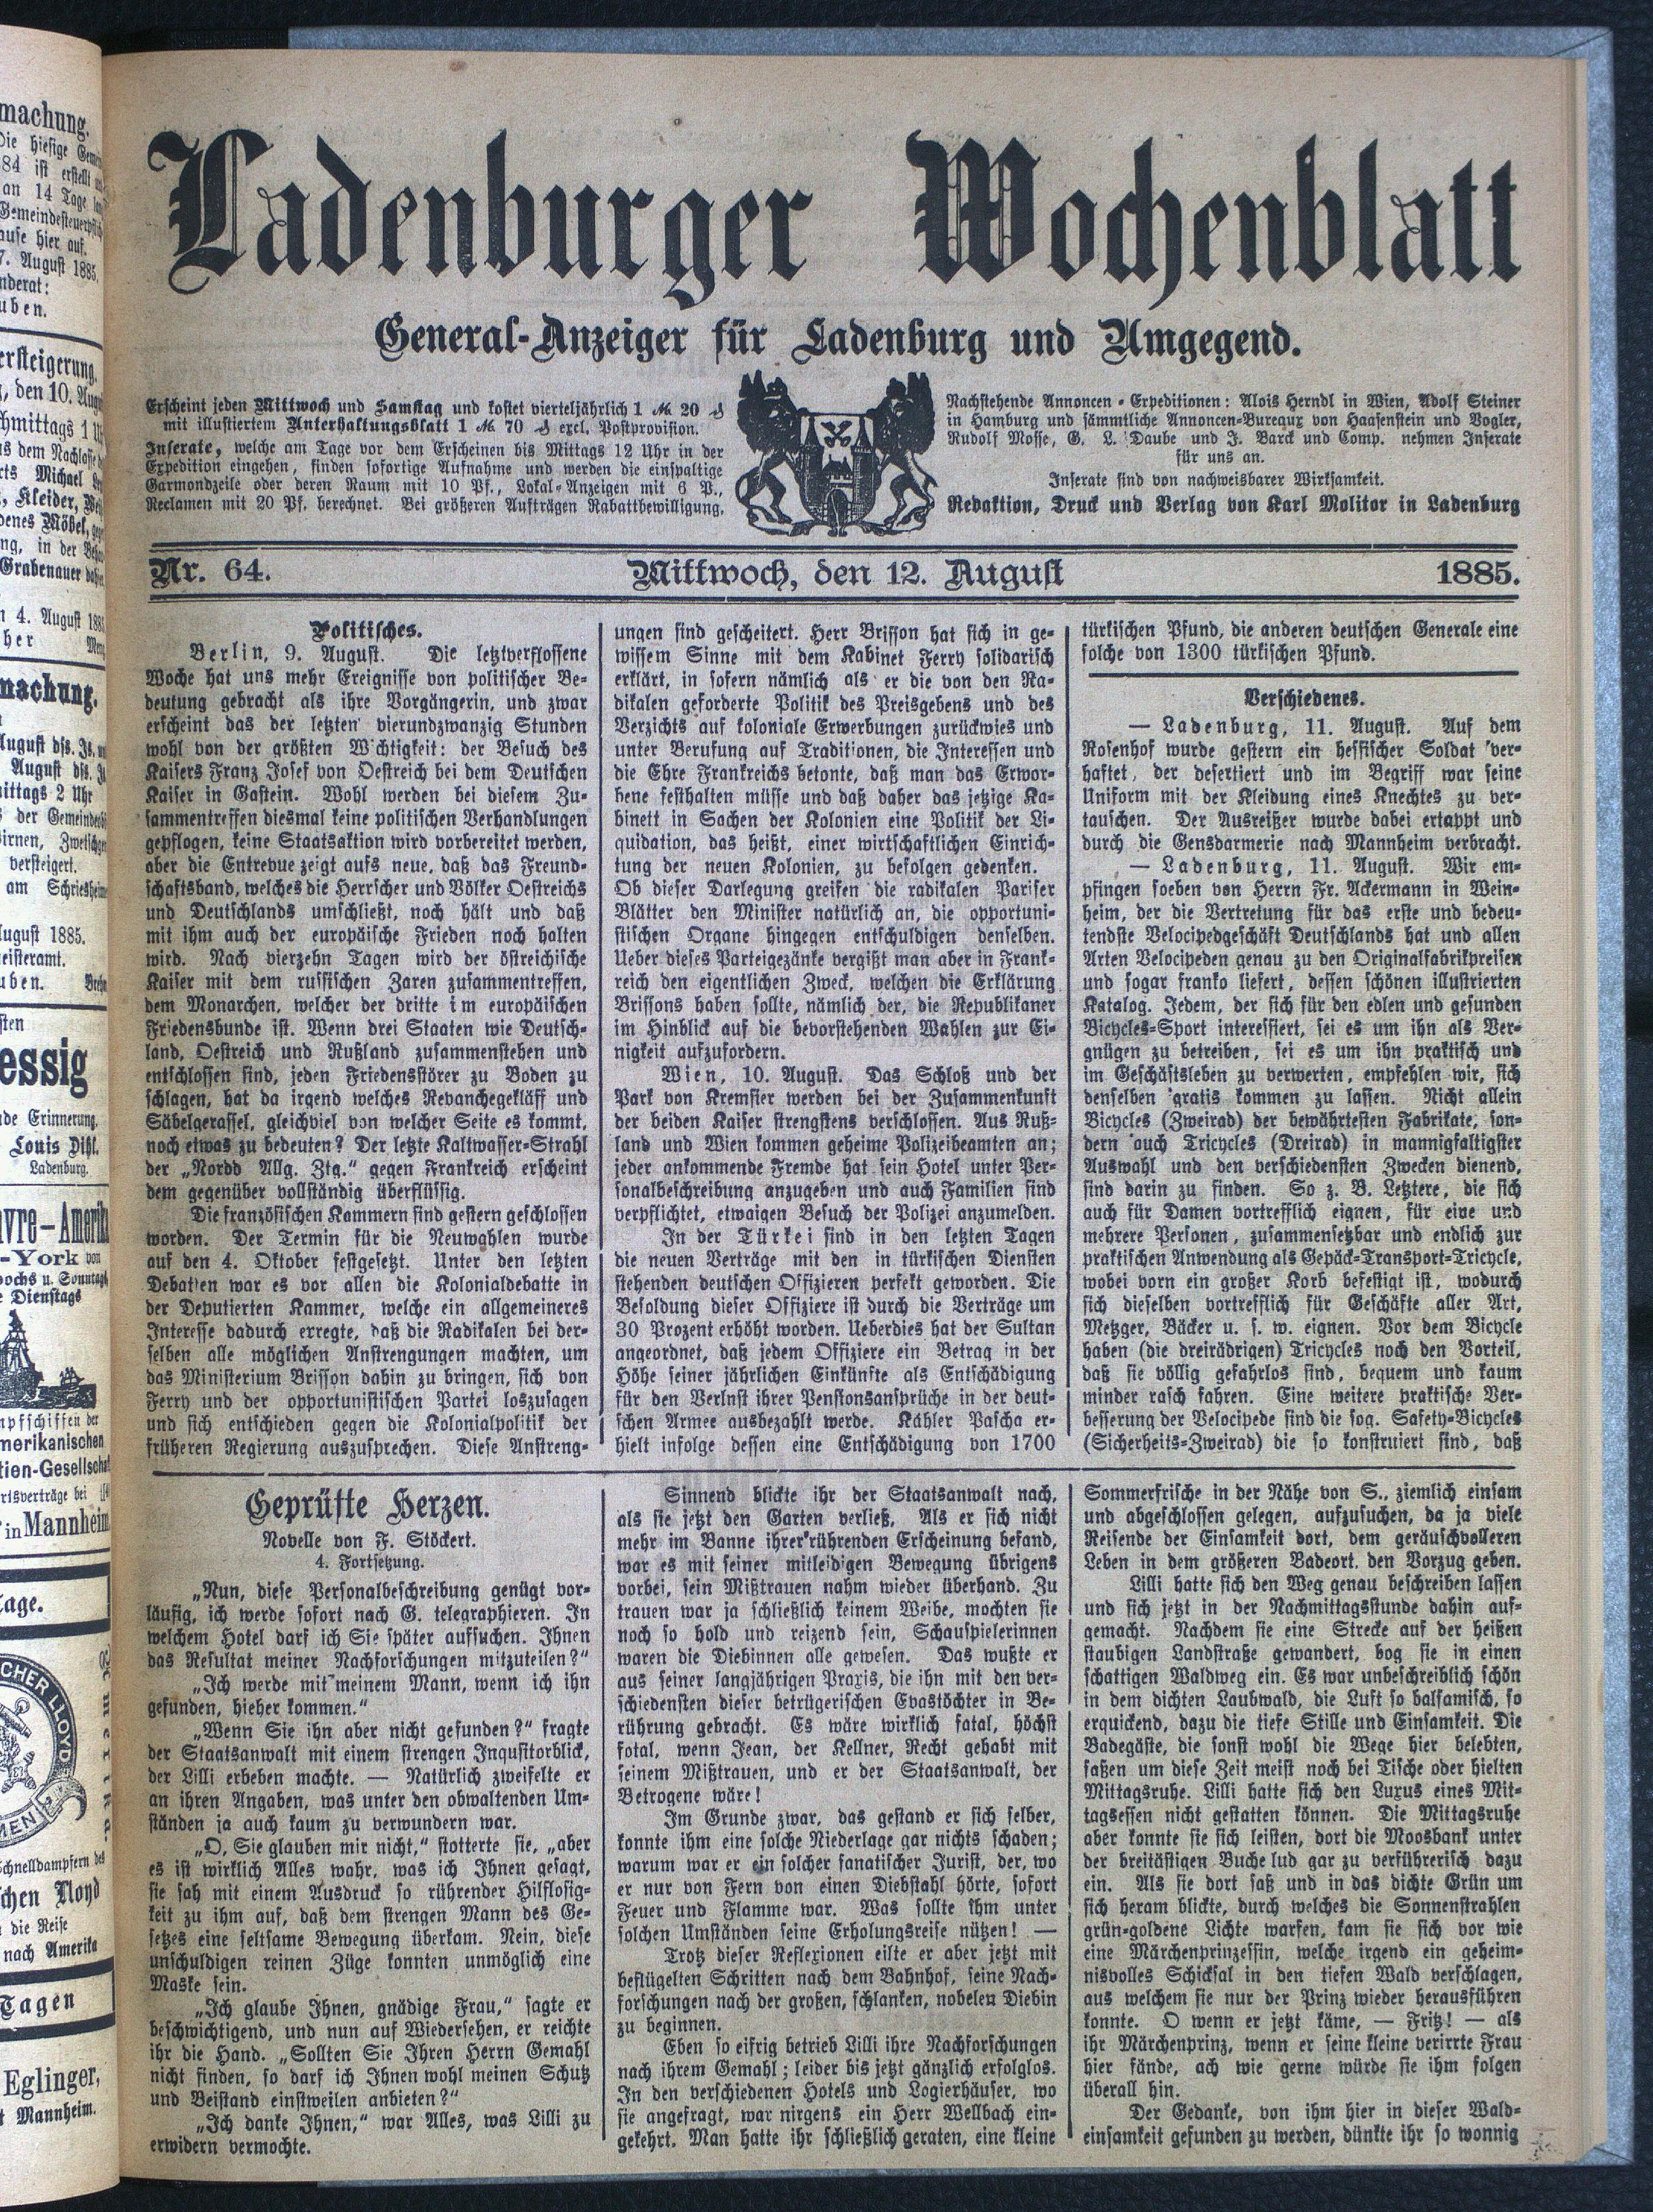 Ladenburger Wochenblatt
General-Anzeiger für Ladenburg und Umgegend.
Erscheint jeden Mittwoch und Samstag und kostet vierteljährlich 1 M. 20 ₰
mit illustriertem Unterhaltungsblatt 1 M. 70 ₰ excl. Postprovision.
Inserate, welche am Tage vor dem Erscheinen bis Mittags 12 Uhr in der
Expedition eingehen, finden sofortige Aufnahme und werden die einspaltige
Garmondzeile oder deren Raum mit 10 Pf., Lokal-Anzeigen mit 6 P.,
Reclamen mit 20 Pf. berechnet. Bei größeren Aufträgen Rabattbewilligung.
Nachstehende Annoncen-Expeditionen: Alois Herndl in Wien, Adolf Steiner
in Hamburg und sämmtliche Annoncen-Bureaux von Haasenstein und Vogler,
Rudolf Mosse, G. L. Daube und J. Barck und Comp. nehmen Inserate
für uns an.
Inserate sind von nachweisbarer Wirksamkeit.
Redaktion, Druck und Verlag von Karl Molitor in Ladenburg
Nr. 64. Mittwoch, den 12. August 1885.
Politisches.
Berlin, 9. August. Die letztverflossene
Woche hat uns mehr Ereignisse von politischer Be-
deutung gebracht als ihre Vorgängerin, und zwar
erscheint das der letzten vierundzwanzig Stunden
wohl von der größten Wichtigkeit: der Besuch des
Kaisers Franz Josef von Oestreich bei dem Deutschen
Kaiser in Gastein. Wohl werden bei diesem Zu-
sammentreffen diesmal keine politischen Verhandlungen
gepflogen, keine Staatsaktion wird vorbereitet werden,
aber die Entrevue zeigt aufs neue, daß das Freund-
schaftsband, welches die Herrscher und Völker Oestreichs
und Deutschlands umschließt, noch hält und daß
mit ihm auch der europäische Frieden noch halten
wird. Nach vierzehn Tagen wird der östreichische
Kaiser mit dem russischen Zaren zusammentreffen,
dem Monarchen, welcher der dritte im europäischen
Friedensbunde ist. Wenn drei Staaten wie Deutsch-
land, Oestreich und Rußland zusammenstehen und
entschlossen sind, jeden Friedensstörer zu Boden zu
schlagen, hat da irgend welches Revanchegekläff und
Säbelgerassel, gleichviel von welcher Seite es kommt,
noch etwas zu bedeuten? Der letzte Kaltwasser-Strahl
der „Nordd Allg. Ztg.“ gegen Frankreich erscheint
dem gegenüber vollständig überflüssig.
Die französischen Kammern sind gestern geschlossen
worden. Der Termin für die Neuwahlen wurde
auf den 4. Oktober festgesetzt. Unter den letzten
Debatten war es vor allen die Kolonialdebatte in
der Deputierten Kammer, welche ein allgemeineres
Interesse dadurch erregte, daß die Radikalen bei der-
selben alle möglichen Anstrengungen machten, um
das Ministerium Brisson dahin zu bringen, sich von
Ferry und der opportunistischen Partei loszusagen
und sich entschieden gegen die Kolonialpolitik der
früheren Regierung auszusprechen. Diese Anstreng-
ungen sind gescheitert. Herr Brisson hat sich in ge-
wissem Sinne mit dem Kabinet Ferry solidarisch
erklärt, in sofern nämlich als er die von den Ra-
dikalen geforderte Politik des Preisgebens und des
Verzichts auf koloniale Erwerbungen zurückwies und
unter Berufung auf Traditionen, die Interessen und
die Ehre Frankreichs betonte, daß man das Erwor-
bene festhalten müsse und daß daher das jetzige Ka-
binett in Sachen der Kolonien eine Politik der Li-
quidation, das heißt, einer wirtschaftlichen Einrich-
tung der neuen Kolonien, zu befolgen gedenken.
Ob dieser Darlegung greifen die radikalen Pariser
Blätter den Minister natürlich an, die opportuni-
stischen Organe hingegen entschuldigen denselben.
Ueber dieses Parteigezänke vergißt man aber in Frank-
reich den eigentlichen Zweck, welchen die Erklärung
Brissons haben sollte, nämlich der, die Republikaner
im Hinblick auf die bevorstehenden Wahlen zur Ei-
nigkeit aufzufordern.
Wien, 10. August. Das Schloß und der
Park von Kremsier werden bei der Zusammenkunft
der beiden Kaiser strengstens verschlossen. Aus Ruß-
land und Wien kommen geheime Polizeibeamten an;
jeder ankommende Fremde hat sein Hotel unter Per-
sonalbeschreibung anzugeben und auch Familien sind
verpflichtet, etwaigen Besuch der Polizei anzumelden.
In der Türkei sind in den letzten Tagen
die neuen Verträge mit den in türkischen Diensten
stehenden deutschen Offizieren perfekt geworden. Die
Besoldung dieser Offiziere ist durch die Verträge um
30 Prozent erhöht worden. Ueberdies hat der Sultan
angeordnet, daß jedem Offiziere ein Betrag in der
Höhe seiner jährlichen Einkünfte als Entschädigung
für den Verlnst ihrer Pensionsansprüche in der deut-
schen Armee ausbezahlt werde. Kähler Pascha er-
hielt infolge dessen eine Entschädigung von 1700
türkischen Pfund, die anderen deutschen Generale eine
solche von 1300 türkischen Pfund.
Verschiedenes.
— Ladenburg, 11. August. Auf dem
Rosenhof wurde gestern ein hessischer Soldat ver-
haftet, der desertiert und im Begriff war seine
Uniform mit der Kleidung eines Knechtes zu ver-
tauschen. Der Ausreißer wurde dabei ertappt und
durch die Gensdarmerie nach Mannheim verbracht.
— Ladenburg, 11. August. Wir em-
pfingen soeben von Herrn Fr. Ackermann in Wein-
heim, der die Vertretung für das erste und bedeu-
tendste Velocipedgeschäft Deutschlands hat und allen
Arten Velocipeden genau zu den Originalfabrikpreisen
und sogar franko liefert, dessen schönen illustrierten
Katalog. Jedem, der sich für den edlen und gesunden
Bicycles-Sport interessiert, sei es um ihn als Ver-
gnügen zu betreiben, sei es um ihn praktisch und
im Geschäftsleben zu verwerten, empfehlen wir, sich
denselben gratis kommen zu lassen. Nicht allein
Bicycles (Zweirad) der bewährtesten Fabrikate, son-
dern auch Tricycles (Dreirad) in mannigfaltigster
Auswahl und den verschiedensten Zwecken dienend,
sind darin zu finden. So z. B. Letztere, die sich
auch für Damen vortrefflich eignen, für eine und
mehrere Personen, zusammensetzbar und endlich zur
praktischen Anwendung als Gepäck-Transport-Tricycle,
wobei vorn ein großer Korb befestigt ist, wodurch
sich dieselben vortrefflich für Geschäfte aller Art,
Metzger, Bäcker u. s. w. eignen. Vor dem Bicycle
haben (die dreirädrigen) Tricycles noch den Vorteil,
daß sie völlig gefahrlos sind, bequem und kaum
minder rasch fahren. Eine weitere praktische Ver-
besserung der Velocipede sind die sog. Safety-Bicycles
(Sicherheits-Zweirad) die so konstruiert sind, daß
Geprüfte Herzen.
Novelle von F. Stöckert.
4. Fortsetzung.
„Nun, diese Personalbeschreibung genügt vor-
läufig, ich werde sofort nach G. telegraphieren. In
welchem Hotel darf ich Sie später aufsuchen. Ihnen
das Resultat meiner Nachforschungen mitzuteilen?“
„Ich werde mit meinem Mann, wenn ich ihn
gefunden, hieher kommen.“
„Wenn Sie ihn aber nicht gefunden?“ fragte
der Staatsanwalt mit einem strengen Inqusitorblick,
der Lilli erbeben machte. — Natürlich zweifelte er
an ihren Angaben, was unter den obwaltenden Um-
ständen ja auch kaum zu verwundern war.
„O, Sie glauben mir nicht,“ stotterte sie, „aber
es ist wirklich Alles wahr, was ich Ihnen gesagt,
sie sah mit einem Ausdruck so rührender Hilflosig-
keit zu ihm auf, daß dem strengen Mann des Ge-
setzes eine seltsame Bewegung überkam. Nein, diese
unschuldigen reinen Züge konnten unmöglich eine
Maske sein.
„Ich glaube Ihnen, gnädige Frau,“ sagte er
beschwichtigend, und nun auf Wiedersehen, er reichte
ihr die Hand. „Sollten Sie Ihren Herrn Gemahl
nicht finden, so darf ich Ihnen wohl meinen Schutz
und Beistand einstweilen anbieten?“
„Ich danke Ihnen,“ war Alles, was Lilli zu
erwidern vermochte.
Sinnend blickte ihr der Staatsanwalt nach,
als sie jetzt den Garten verließ, Als er sich nicht
mehr im Banne ihrer rührenden Erscheinung befand,
war es mit seiner mitleidigen Bewegung übrigens
vorbei, sein Mißtrauen nahm wieder überhand. Zu
trauen war ja schließlich keinem Weibe, mochten sie
noch so hold und reizend sein, Schauspielerinnen
waren die Diebinnen alle gewesen. Das wußte er
aus seiner langjährigen Praxis, die ihn mit den ver-
schiedensten dieser betrügerischen Evastöchter in Be-
rührung gebracht. Es wäre wirklich fatal, höchst
fotal, wenn Jean, der Kellner, Recht gehabt mit
seinem Mißtrauen, und er der Staatsanwalt, der
Betrogene wäre!
Im Grunde zwar, das gestand er sich selber,
konnte ihm eine solche Niederlage gar nichts schaden;
warum war er ein solcher fanatischer Jurist, der, wo
er nur von Fern von einen Diebstahl hörte, sofort
Feuer und Flamme war. Was sollte ihm unter
solchen Umständen seine Erholungsreise nützen! —
Trotz dieser Reflexionen eilte er aber jetzt mit
beflügelten Schritten nach dem Bahnhof, seine Nach-
forschungen nach der großen, schlanken, nobelen Diebin
zu beginnen.
Eben so eifrig betrieb Lilli ihre Nachforschungen
nach ihrem Gemahl; leider bis jetzt gänzlich erfolglos.
In den verschiedenen Hotels und Logierhäuser, wo
sie angefragt, war nirgens ein Herr Wellbach ein-
gekehrt. Man hatte ihr schließlich geraten, eine kleine
Sommerfrische in der Nähe von S., ziemlich einsam
und abgeschlossen gelegen, aufzusuchen, da ja viele
Reisende der Einsamkeit dort, dem geräuschvolleren
Leben in dem größeren Badeort, den Vorzug geben.
Lilli hatte sich den Weg genau beschreiben lassen
und sich jetzt in der Nachmittagsstunde dahin auf-
gemacht. Nachdem sie eine Strecke auf der heißen
staubigen Landstraße gewandert, bog sie in einen
schattigen Waldweg ein. Es war unbeschreiblich schön
in dem dichten Laubwald, die Luft so balsamisch, so
erquickend, dazu die tiefe Stille und Einsamkeit. Die
Badegäste, die sonst wohl die Wege hier belebten,
saßen um diese Zeit meist noch bei Tische oder hielten
Mittagsruhe. Lilli hatte sich den Luxus eines Mit-
tagsessen nicht gestatten können. Die Mittagsruhe
aber konnte sie sich leisten, dort die Moosbank unter
der breitästigen Buche lud gar zu verführerisch dazu
ein. Als sie dort saß und in das dichte Grün um
sich heram blickte, durch welches die Sonnenstrahlen
grün-goldene Lichte warfen, kam sie sich vor wie
eine Märchenprinzessin, welche irgend ein geheim-
nisvolles Schicksal in den tiefen Wald verschlagen,
aus welchem sie nur der Prinz wieder herausführen
konnte. O wenn er jetzt käme, — Fritz! — als
ihr Märchenprinz, wenn er seine kleine verirrte Frau
hier fände, ach wie gerne würde sie ihm folgen
überall hin.
Der Gedanke, von ihm hier in dieser Wald-
einsamkeit gefunden zu werden, dünkte ihr so wonnig